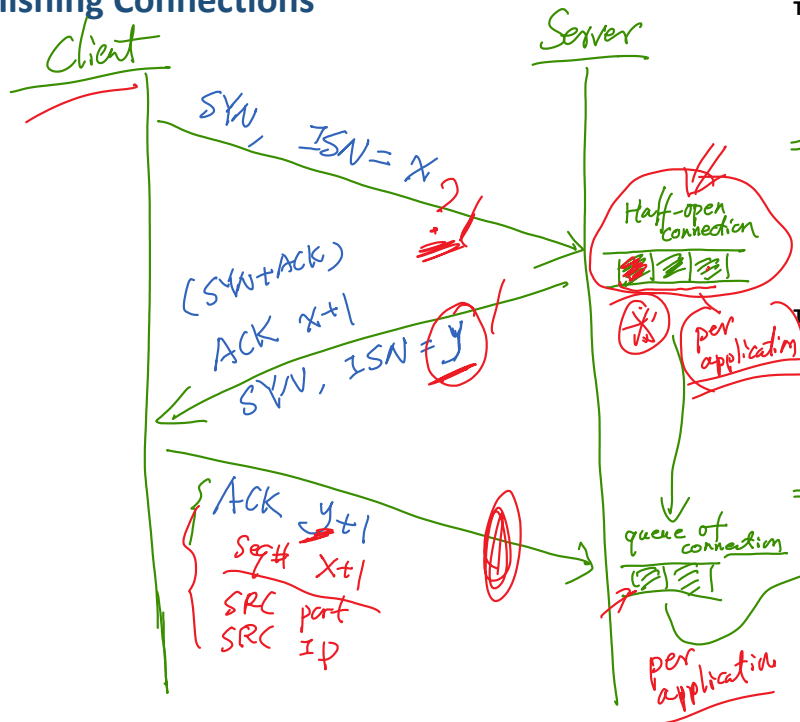 lishing Connections
Client
Server
SYN, ISN = x
?
Half-open
connection
(SYN+ACK)
ACK x+1
SYN, ISN = y
per
application
ACK y+1
Seq# x+1
SRC port
SRC IP
queue of
connection
per
application